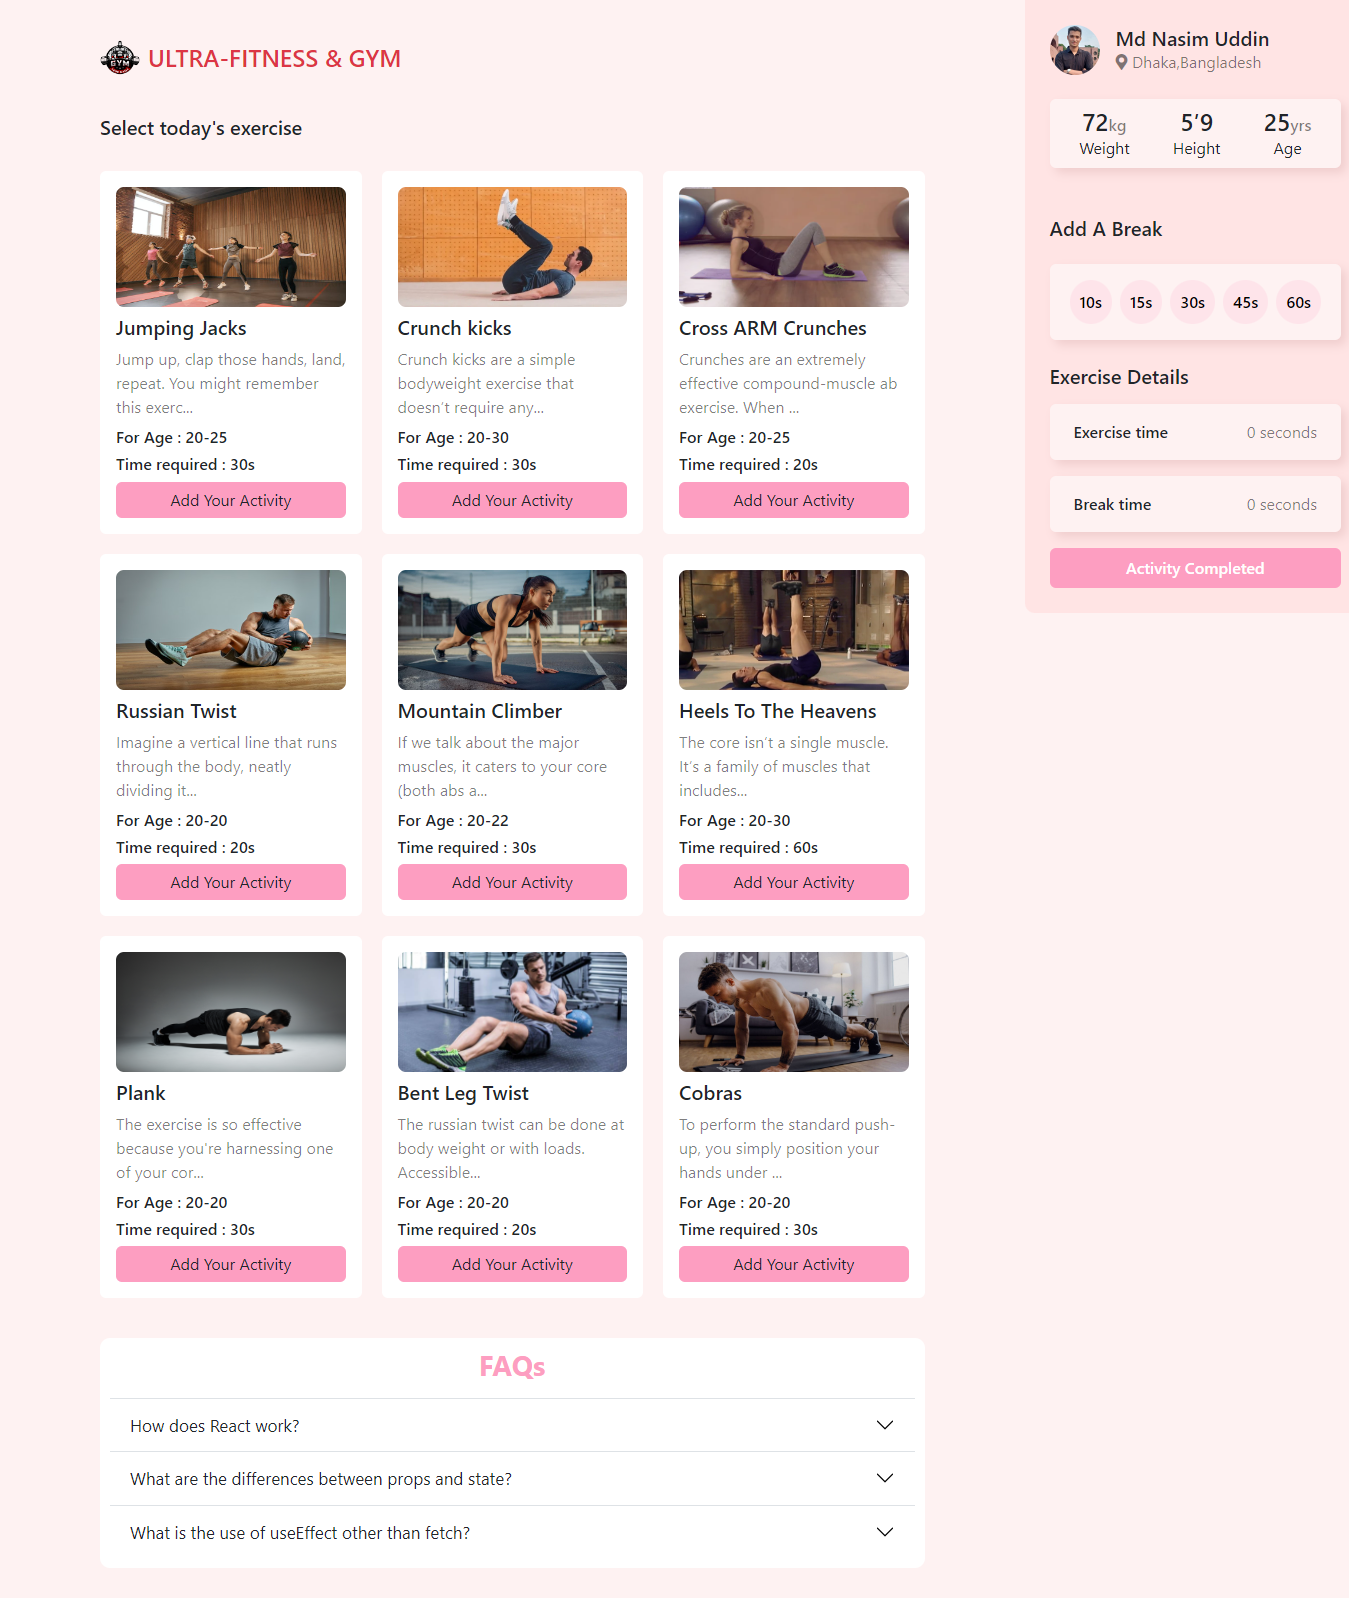 GYM
ULTRA-FITNESS & GYM
Select today's exercise
Jumping Jacks
Jump up, clap those hands, land,
repeat. You might remember
this exerc...
For Age : 20-25
Time required : 30s
Add Your Activity
Crunch kicks
Crunch kicks are a simple
bodyweight exercise that
doesn't require any...
For Age : 20-30
Time required : 30s
Add Your Activity
Cross ARM Crunches
Crunches are an extremely
effective compound-muscle ab
exercise. When ...
For Age : 20-25
Time required : 20s
Add Your Activity
Russian Twist
Imagine a vertical line that runs
through the body, neatly
dividing it...
For Age : 20-20
Time required : 20s
Add Your Activity
Mountain Climber
If we talk about the major
muscles, it caters to your core
(both abs a...
For Age : 20-22
Time required : 30s
Add Your Activity
Heels To The Heavens
The core isn't a single muscle.
It's a family of muscles that
includes...
For Age : 20-30
Time required : 60s
Add Your Activity
Plank
The exercise is so effective
because you're harnessing one
of your cor...
For Age : 20-20
Time required : 30s
Add Your Activity
Bent Leg Twist
The russian twist can be done at
body weight or with loads.
Accessible...
For Age : 20-20
Time required : 20s
Add Your Activity
Cobras
To perform the standard push-
up, you simply position your
hands under ...
For Age : 20-20
Time required : 30s
Add Your Activity
FAQs
How does React work?
What are the differences between props and state?
What is the use of useEffect other than fetch?
Md Nasim Uddin
Dhaka,Bangladesh
72kg 5'9 25yrs
Weight Height Age
Add A Break
10s 15s 30s 45s 60s
Exercise Details
Exercise time 0 seconds
Break time 0 seconds
Activity Completed